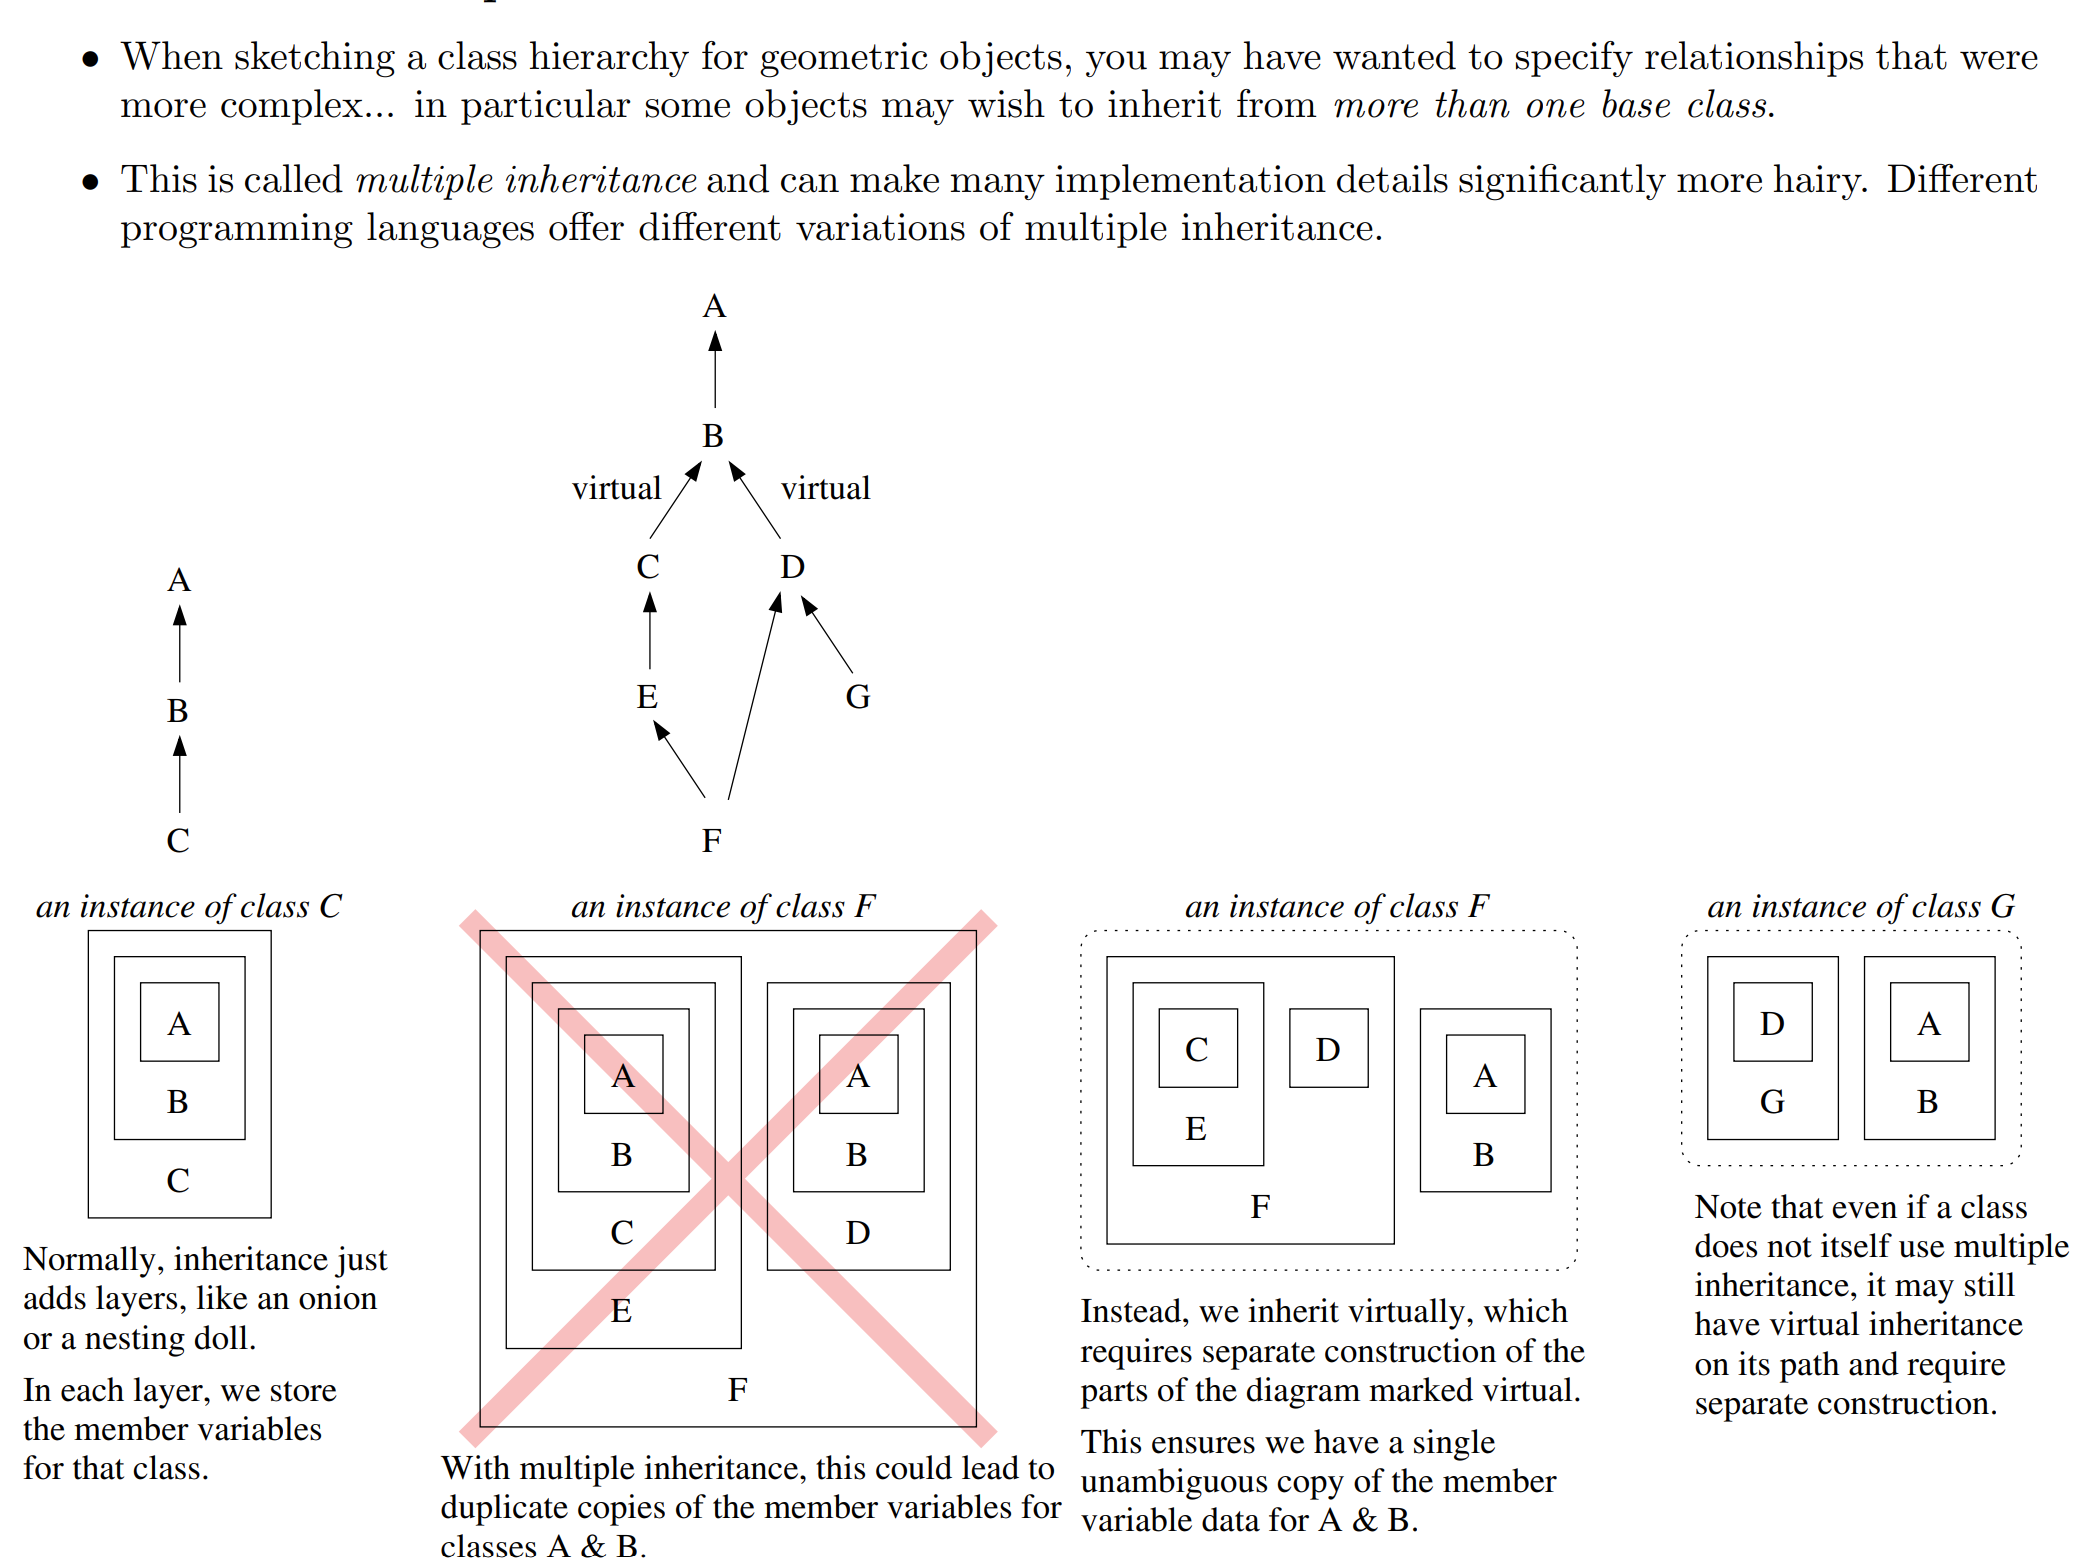 • When sketching a class hierarchy for geometric objects, you may have wanted to specify relationships that were
more complex... in particular some objects may wish to inherit from more than one base class.
• This is called multiple inheritance and can make many implementation details significantly more hairy. Different
programming languages offer different variations of multiple inheritance.
A
B
C
A
B
virtual virtual
C D
E G
F
an instance of class C
A
B
C
Normally, inheritance just
adds layers, like an onion
or a nesting doll.
In each layer, we store
the member variables
for that class.
an instance of class F
A A
B B
C D
E
F
With multiple inheritance, this could lead to
duplicate copies of the member variables for
classes A & B.
an instance of class F
C D A
E B
F
Instead, we inherit virtually, which
requires separate construction of the
parts of the diagram marked virtual.
This ensures we have a single
unambiguous copy of the member
variable data for A & B.
an instance of class G
D A
G B
Note that even if a class
does not itself use multiple
inheritance, it may still
have virtual inheritance
on its path and require
separate construction.